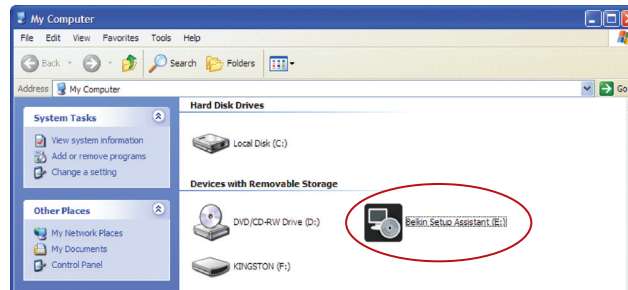 My Computer
File Edit View Favorites Tools Help
Back Search Folders
Address My Computer Go
System Tasks
View system information
Add or remove programs
Change a setting
Other Places
My Network Places
My Documents
Control Panel
Hard Disk Drives
Local Disk (C:)
Devices with Removable Storage
DVD/CD-RW Drive (D:) Belkin Setup Assistant (E:)
KINGSTON (F:)